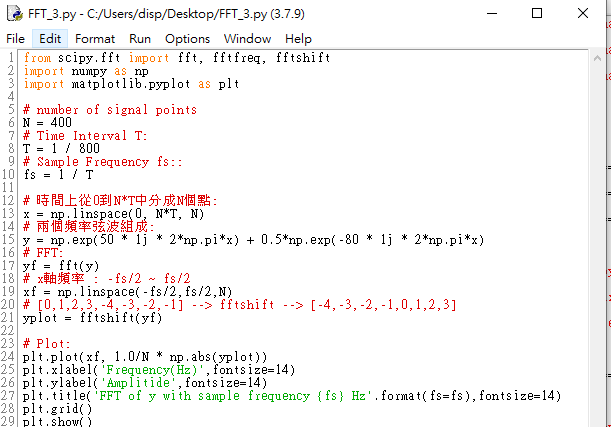 FFT_3.py - C:/Users/disp/Desktop/FFT_3.py (3.7.9)
File Edit Format Run Options Window Help
1 from scipy.fft import fft, fftfreq, fftshift
2 import numpy as np
3 import matplotlib.pyplot as plt
4
5 # number of signal points
6 N = 400
7 # Time Interval T:
8 T = 1 / 800
9 # Sample Frequency fs::
10 fs = 1 / T
11
12 # 時間上從0到N*T中分成N個點:
13 x = np.linspace(0, N*T, N)
14 # 兩個頻率弦波組成:
15 y = np.exp(50 * 1j * 2*np.pi*x) + 0.5*np.exp(-80 * 1j * 2*np.pi*x)
16 # FFT:
17 yf = fft(y)
18 # x軸頻率 : -fs/2 ~ fs/2
19 xf = np.linspace(-fs/2,fs/2,N)
20 # [0,1,2,3,-4,-3,-2,-1] --> fftshift --> [-4,-3,-2,-1,0,1,2,3]
21 yplot = fftshift(yf)
22
23 # Plot:
24 plt.plot(xf, 1.0/N * np.abs(yplot))
25 plt.xlabel('Frequency(Hz)',fontsize=14)
26 plt.ylabel('Amplitide',fontsize=14)
27 plt.title('FFT of y with sample frequency {fs} Hz'.format(fs=fs),fontsize=14)
28 plt.grid()
29 plt.show()